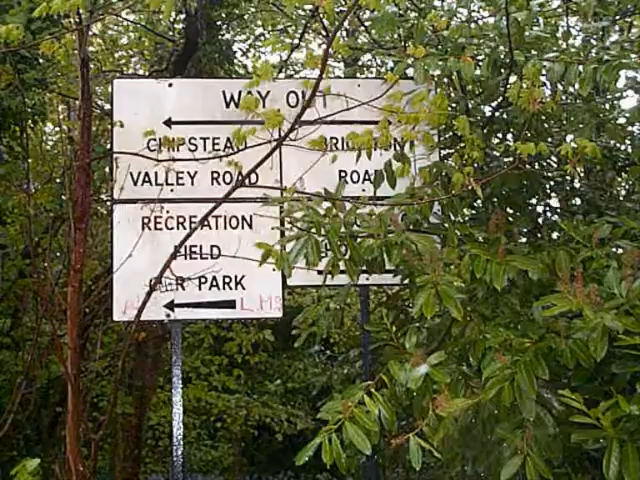 WAY OUT
CHIPSTEAD BRIGHTON
VALLEY ROAD ROAD
RECREATION
FIELD
CAR PARK
L.M